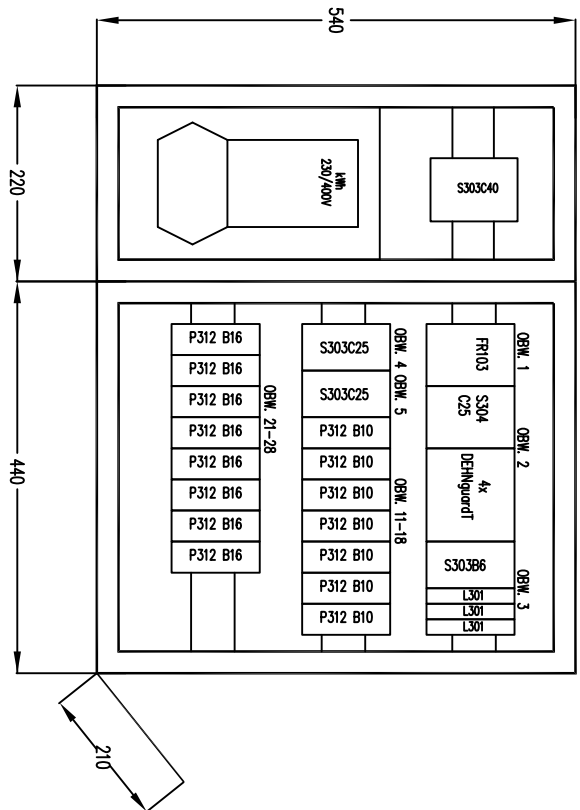 540
220
kWh
230/400V
S303C40
440
OBW. 1
FR103
S304
C25
OBW. 2
4x
DEHNguardT
OBW. 3
S303B6
L301
L301
L301
OBW. 4
S303C25
OBW. 5
S303C25
OBW. 11-18
P312 B10
P312 B10
P312 B10
P312 B10
P312 B10
P312 B10
P312 B10
OBW. 21-28
P312 B16
P312 B16
P312 B16
P312 B16
P312 B16
P312 B16
P312 B16
P312 B16
210